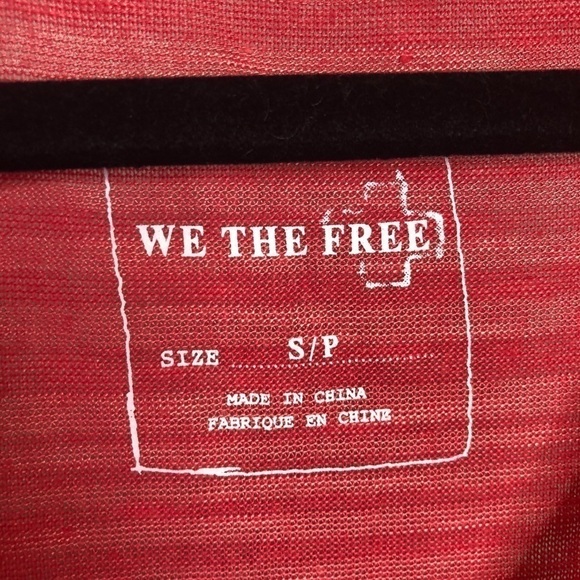 WE THE FREE
SIZE S/P
MADE IN CHINA
FABRIQUE EN CHINE